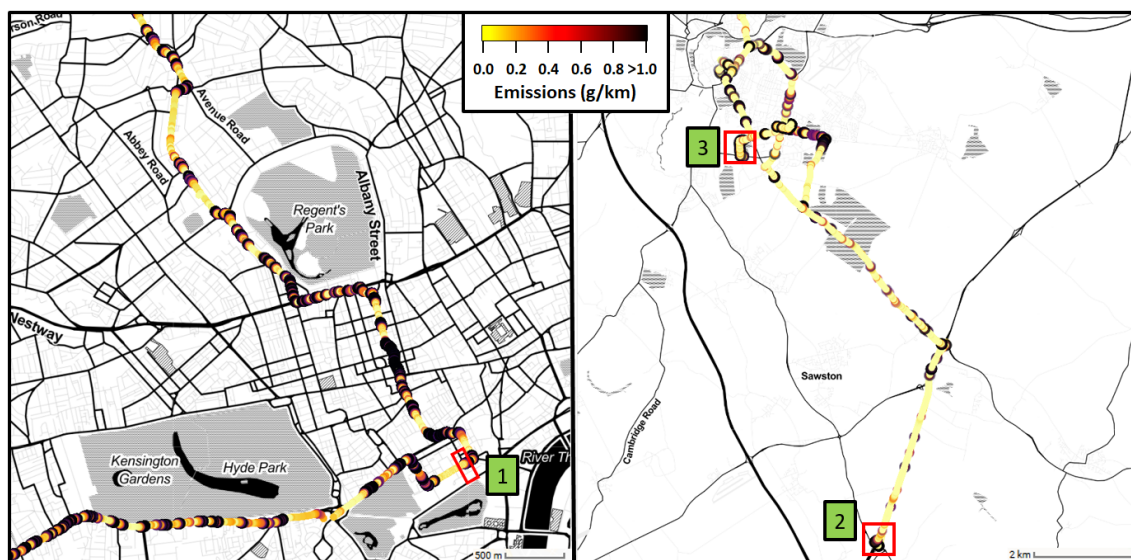 erson Road
0.0 0.2 0.4 0.6 0.8 >1.0
Emissions (g/km)
Avenue Road
Abbey Road
Albany Street
Regent's
Park
3
Nestway
Sawston
Cambridge Road
Kensington
Gardens
Hyde Park
River Th
1
2
500 m
2 km